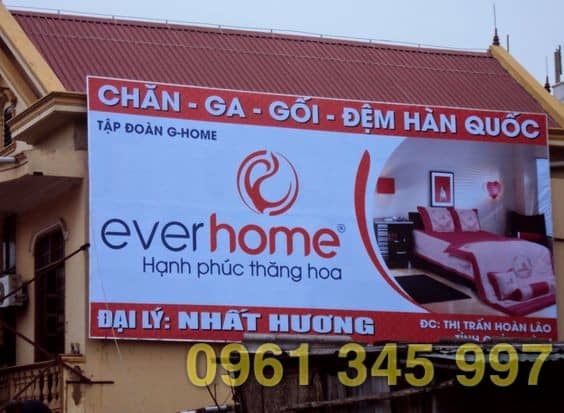 CHĂN - GA - GỐI - ĐỆM HÀN QUỐC
TẬP ĐOÀN G-HOME
everhome®
Hạnh phúc thăng hoa
ĐẠI LÝ: NHẤT HƯƠNG
ĐC: THỊ TRẤN HOÀN LÃO
TỈNH
0961 345 997